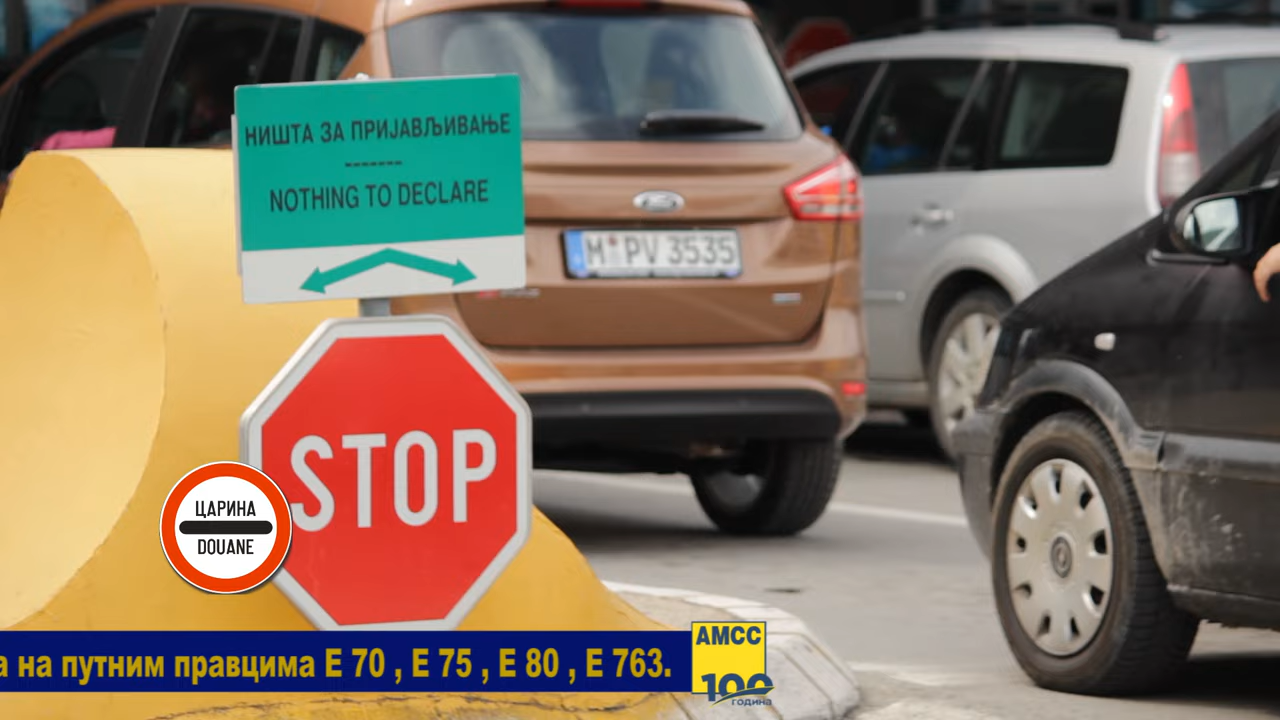 НИШТА ЗА ПРИЈАВЉИВАЊЕ
-------
NOTHING TO DECLARE
M PV 3535
STOP
ЦАРИНА
DOUANE
а на путним правцима Е 70 , Е 75 , Е 80 , Е 763.
АМСС
100
година